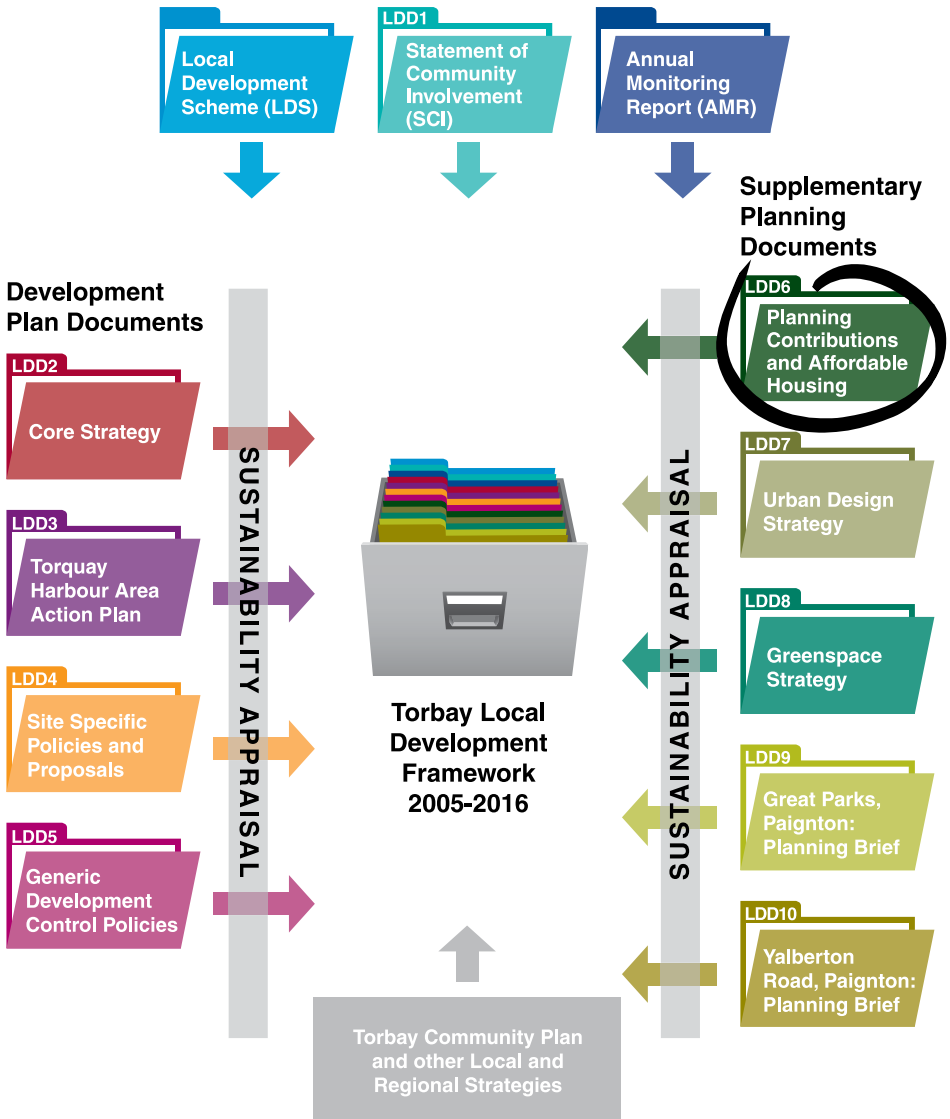 Local
Development
Scheme (LDS)
LDD1
Statement of
Community
Involvement
(SCI)
Annual
Monitoring
Report (AMR)
Supplementary
Planning
Documents
Development
Plan Documents
LDD2
Core Strategy
LDD3
Torquay
Harbour Area
Action Plan
LDD4
Site Specific
Policies and
Proposals
LDD5
Generic
Development
Control Policies
SUSTAINABILITY APPRAISAL
Torbay Local
Development
Framework
2005-2016
Torbay Community Plan
and other Local and
Regional Strategies
SUSTAINABILITY APPRAISAL
LDD6
Planning
Contributions
and Affordable
Housing
LDD7
Urban Design
Strategy
LDD8
Greenspace
Strategy
LDD9
Great Parks,
Paignton:
Planning Brief
LDD10
Yalberton
Road, Paignton:
Planning Brief